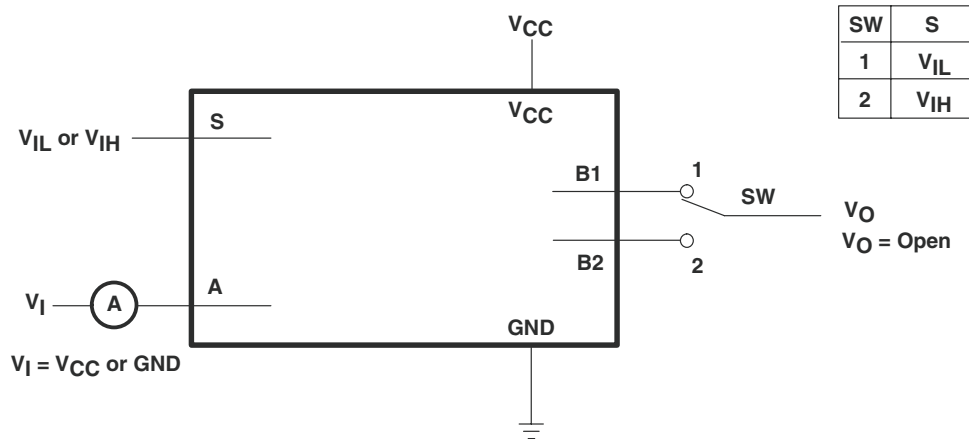 VCC
SW S
1 VIL
2 VIH
VCC
S
VIL or VIH
B1
1
SW
VO
VO = Open
B2
2
A
VI
A
GND
VI = VCC or GND